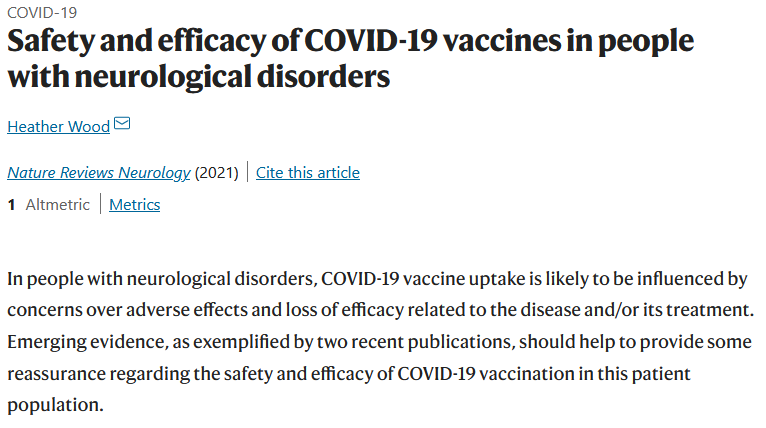 COVID-19
Safety and efficacy of COVID-19 vaccines in people
with neurological disorders
Heather Wood
Nature Reviews Neurology (2021) | Cite this article
1 Altmetric | Metrics
In people with neurological disorders, COVID-19 vaccine uptake is likely to be influenced by
concerns over adverse effects and loss of efficacy related to the disease and/or its treatment.
Emerging evidence, as exemplified by two recent publications, should help to provide some
reassurance regarding the safety and efficacy of COVID-19 vaccination in this patient
population.